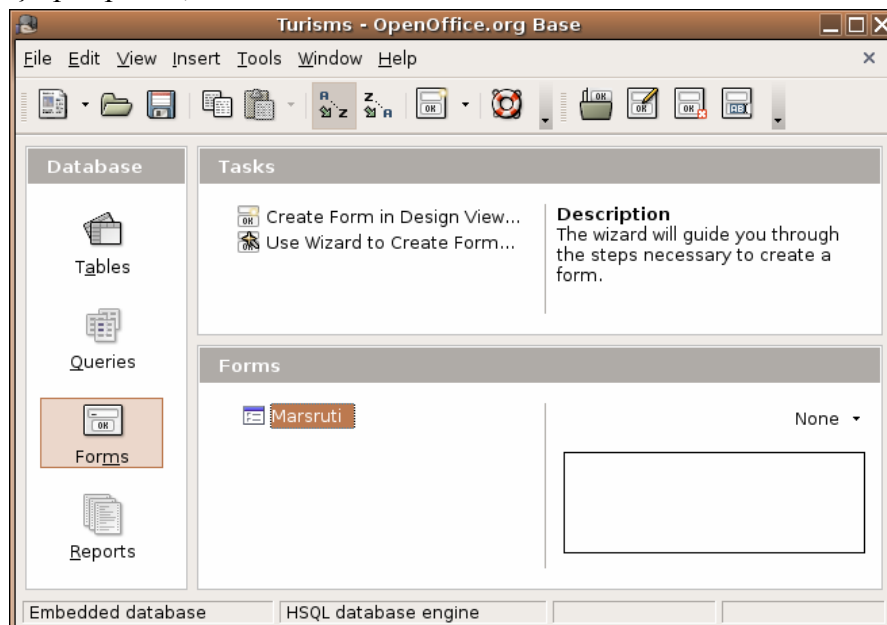 Turisms - OpenOffice.org Base
File Edit View Insert Tools Window Help
Database
Tables
Queries
Forms
Reports
Tasks
Create Form in Design View...
Use Wizard to Create Form...
Description
The wizard will guide you through
the steps necessary to create a
form.
Forms
Marsruti
None
Embedded database
HSQL database engine